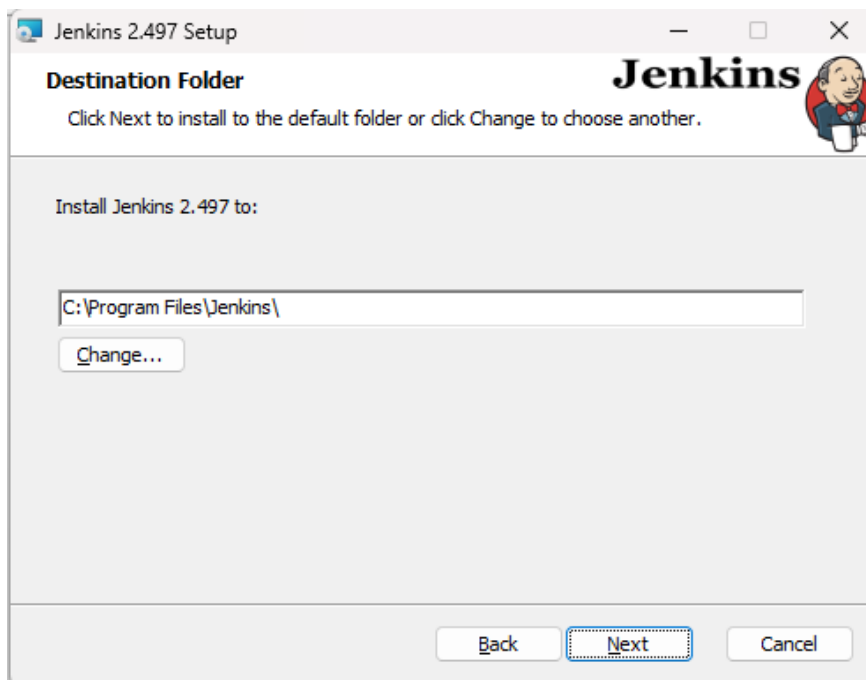 Jenkins 2.497 Setup
Destination Folder
Jenkins
Click Next to install to the default folder or click Change to choose another.
Install Jenkins 2.497 to:
C:\Program Files\Jenkins\
Change...
Back Next Cancel